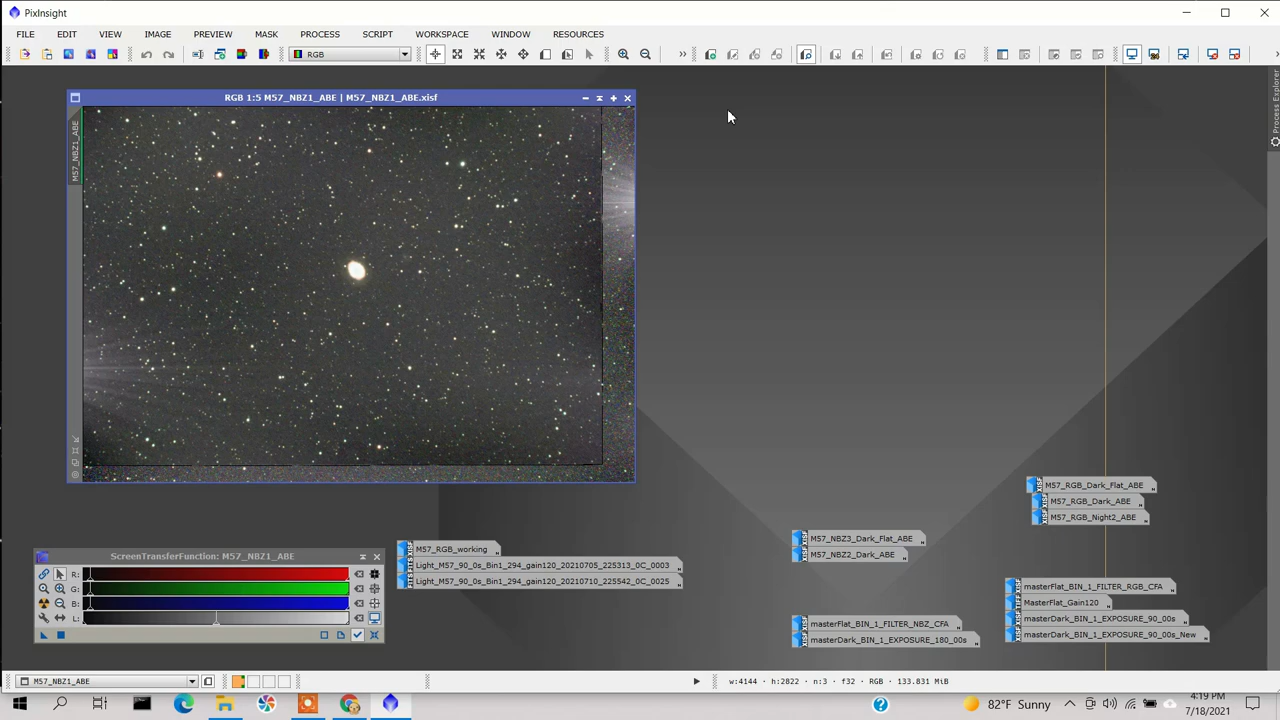 PixInsight
FILE EDIT VIEW IMAGE PROCESS SCRIPT PREVIEW MASK WORKSPACE WINDOW RESOURCES
RGB
Process Explorer
RGB 1:5 M57_NBZ1_ABE | M57_NBZ1_ABE.xisf
M57_NBZ1_ABE
M57_RGB_Dark_Flat_ABE
M57_RGB_Dark_ABE
M57_RGB_Night2_ABE
M57_NBZ3_Dark_Flat_ABE
M57_NBZ2_Dark_ABE
M57_RGB_working
Light_M57_90_0s_Bin1_294_gain120_20210705_225313_0C_0003
Light_M57_90_0s_Bin1_294_gain120_20210710_225542_0C_0025
ScreenTransferFunction: M57_NBZ1_ABE
R:
G:
B:
L:
masterFlat_BIN_1_FILTER_RGB_CFA
MasterFlat_Gain120
masterDark_BIN_1_EXPOSURE_90_00s
masterDark_BIN_1_EXPOSURE_90_00s_New
masterFlat_BIN_1_FILTER_NBZ_CFA
masterDark_BIN_1_EXPOSURE_180_00s
M57_NBZ1_ABE
w:4144 · h:2822 · n:3 · f32 · RGB · 133.831 MiB
82°F Sunny
4:19 PM
7/18/2021